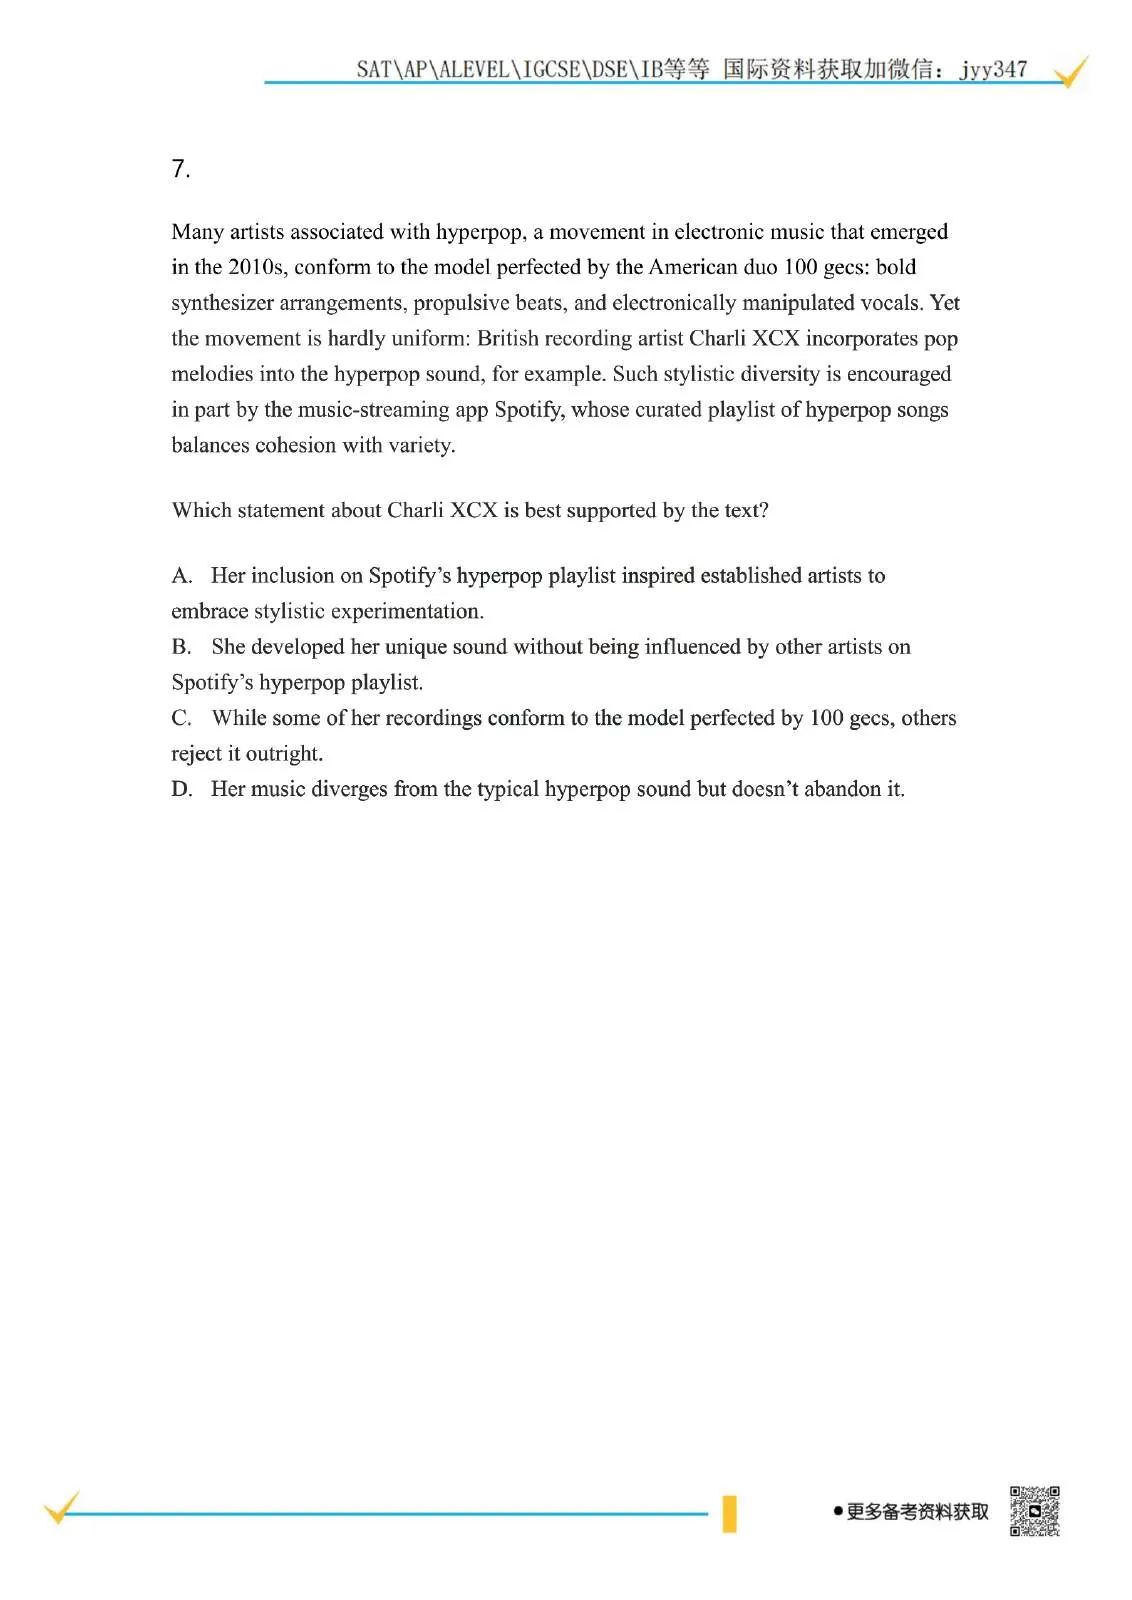 SAT\AP\ALEVEL\IGCSE\DSE\IB等等 国际资料获取加微信：jyy347
7.
Many artists associated with hyperpop, a movement in electronic music that emerged
in the 2010s, conform to the model perfected by the American duo 100 gecs: bold
synthesizer arrangements, propulsive beats, and electronically manipulated vocals. Yet
the movement is hardly uniform: British recording artist Charli XCX incorporates pop
melodies into the hyperpop sound, for example. Such stylistic diversity is encouraged
in part by the music-streaming app Spotify, whose curated playlist of hyperpop songs
balances cohesion with variety.
Which statement about Charli XCX is best supported by the text?
A. Her inclusion on Spotify’s hyperpop playlist inspired established artists to
embrace stylistic experimentation.
B. She developed her unique sound without being influenced by other artists on
Spotify’s hyperpop playlist.
C. While some of her recordings conform to the model perfected by 100 gecs, others
reject it outright.
D. Her music diverges from the typical hyperpop sound but doesn’t abandon it.
●更多备考资料获取